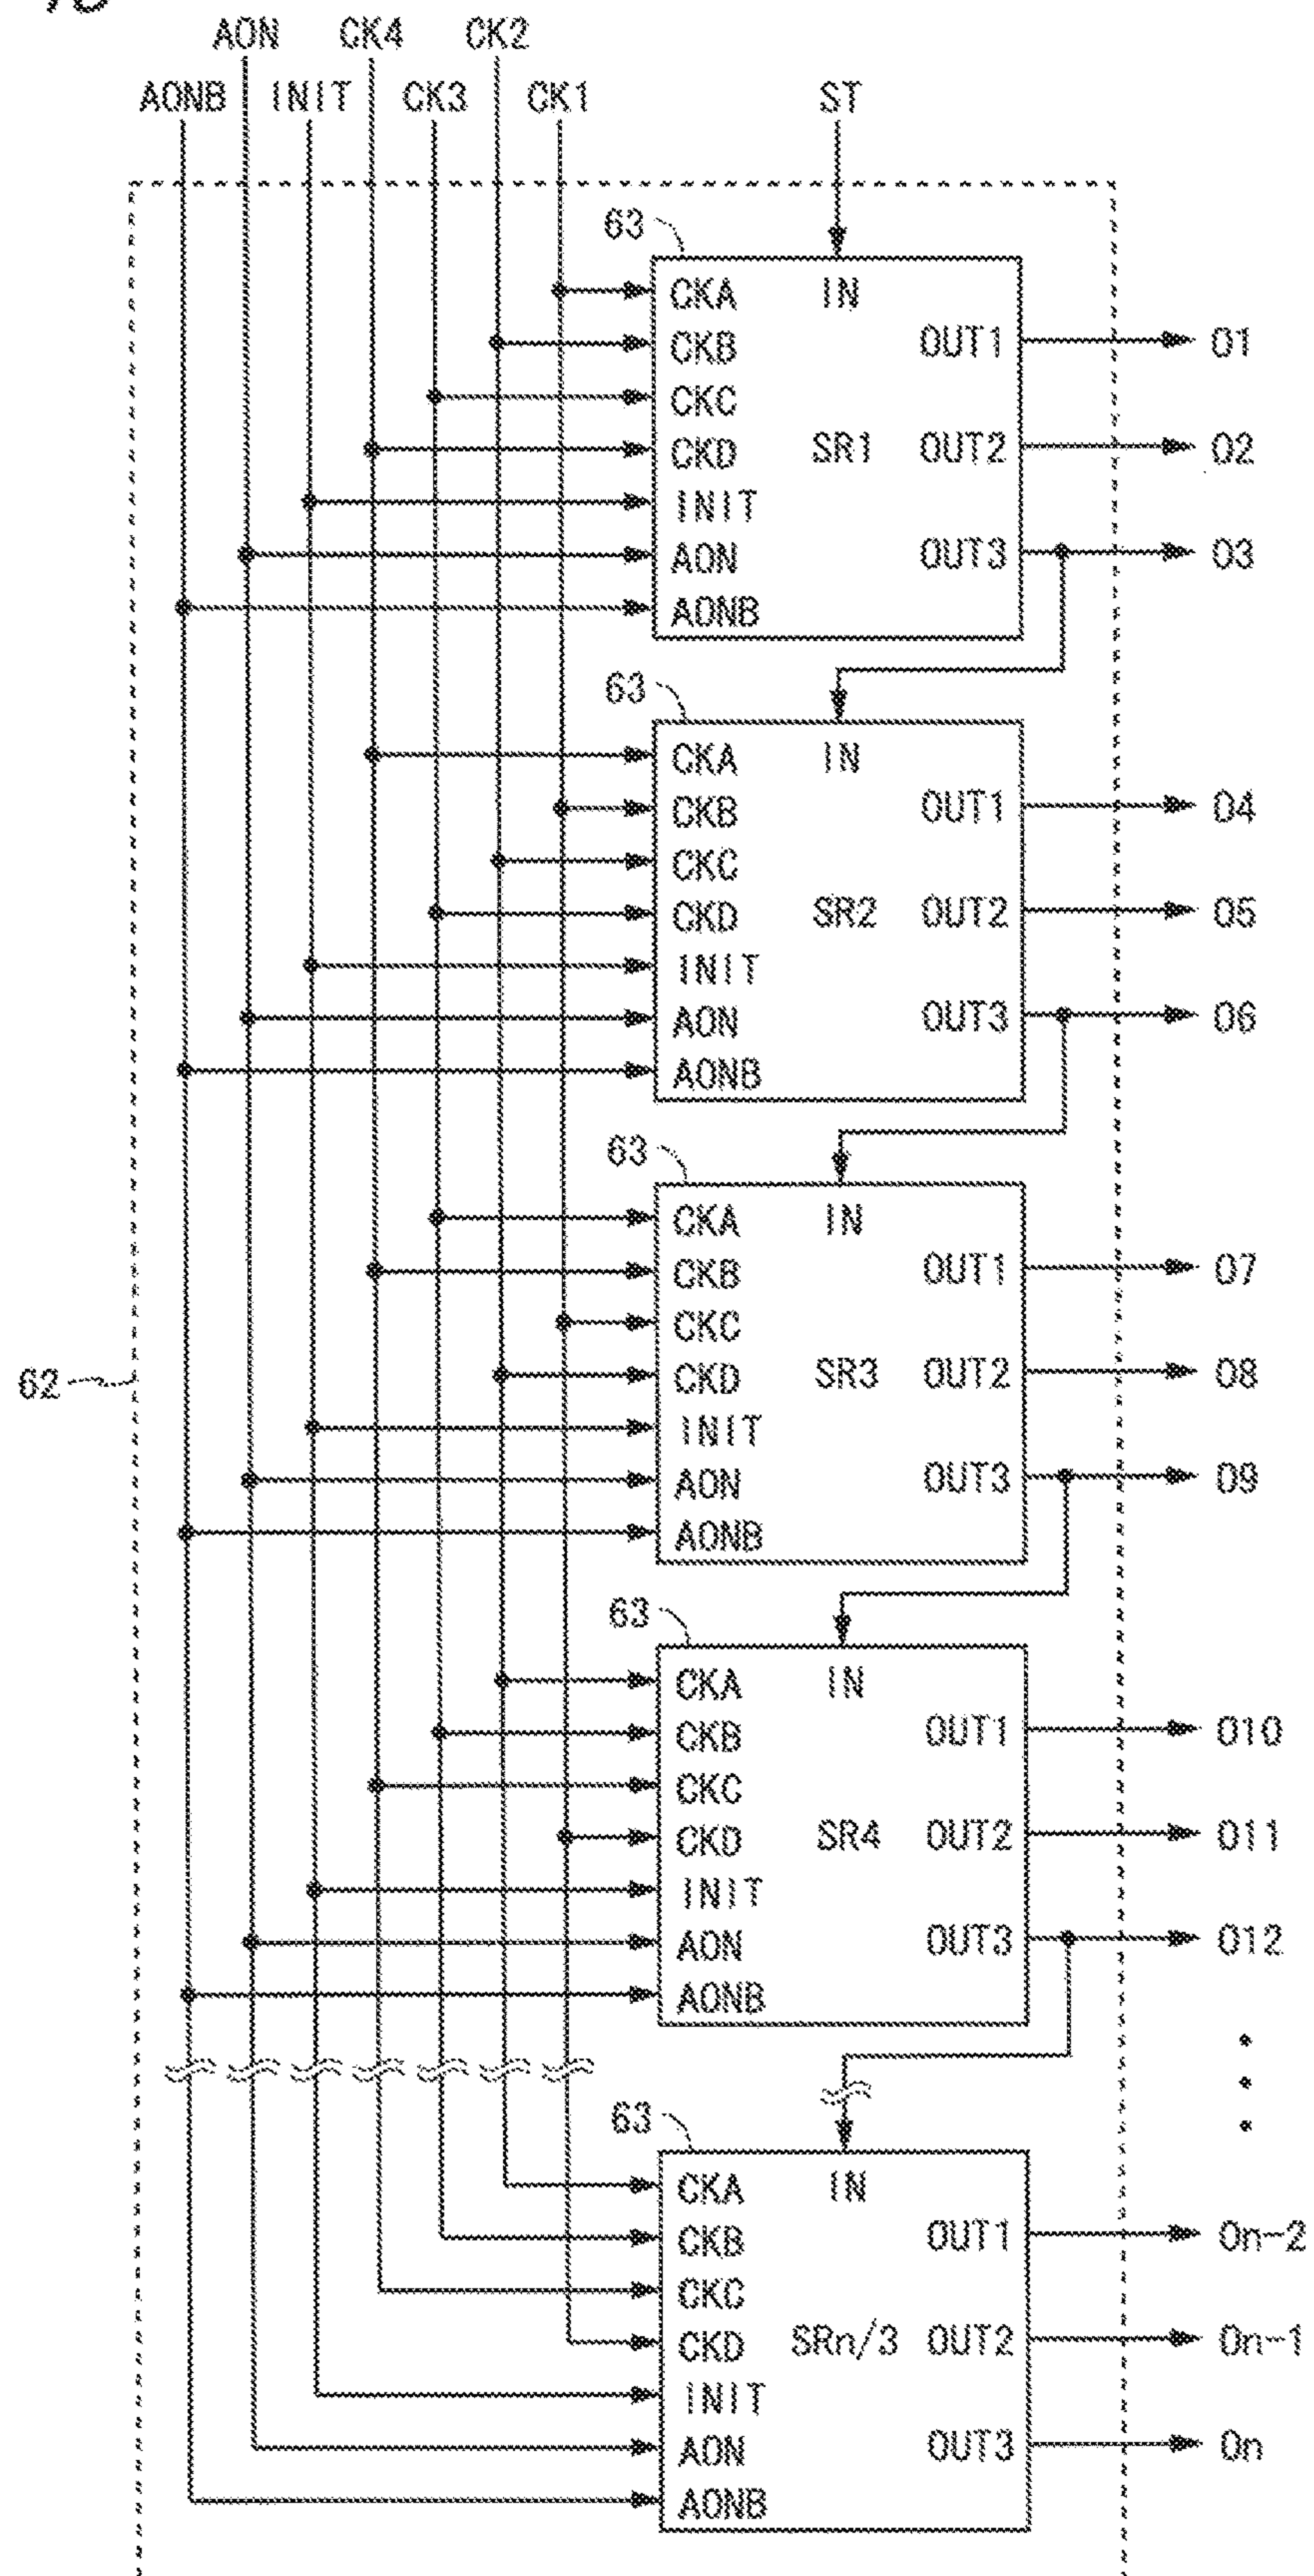 AON CK4 CK2
AONB INIT CK3 CK1 ST
63
CKA IN
OUT1 O1
CKB
CKC
CKD SR1 OUT2 O2
INIT
AON OUT3 O3
AONB
63
CKA IN
CKB OUT1 O4
CKC
CKD SR2 OUT2 O5
INIT
AON OUT3 O6
AONB
63
CKA IN
CKB OUT1 O7
CKC
62
CKD SR3 OUT2 O8
INIT
AON OUT3 O9
AONB
63
CKA IN
CKB OUT1 O10
CKC
CKD SR4 OUT2 O11
INIT
AON OUT3 O12
AONB
63
CKA IN
CKB OUT1 On-2
CKC
CKD SRn/3 OUT2 On-1
INIT
AON OUT3 On
AONB